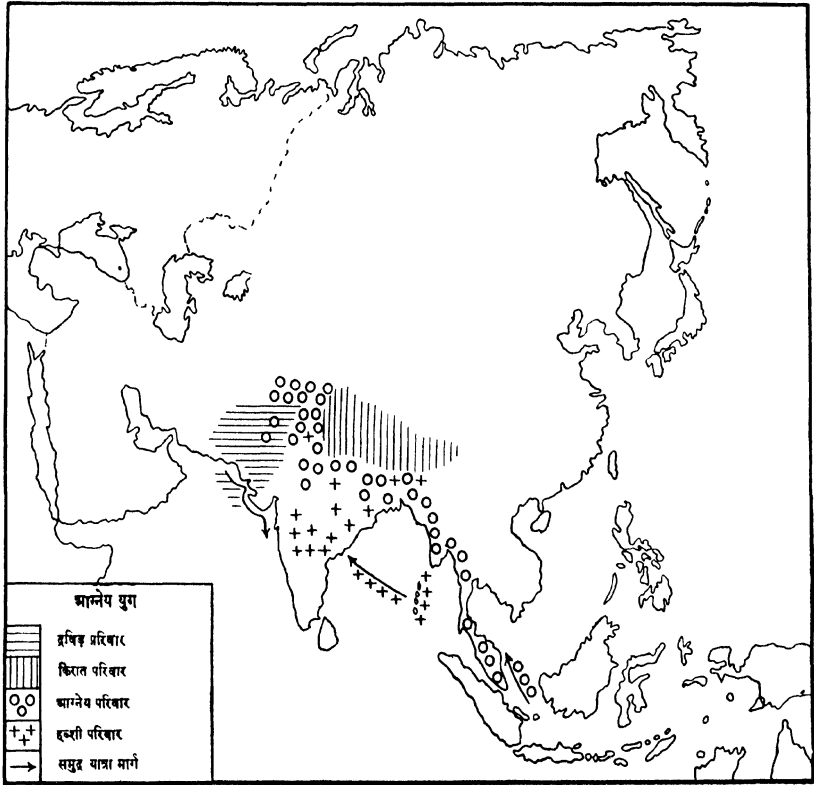 आग्नेय युग
द्रविड़ परिवार
किरात परिवार
आग्नेय परिवार
हब्शी परिवार
समुद्र यात्रा मार्ग